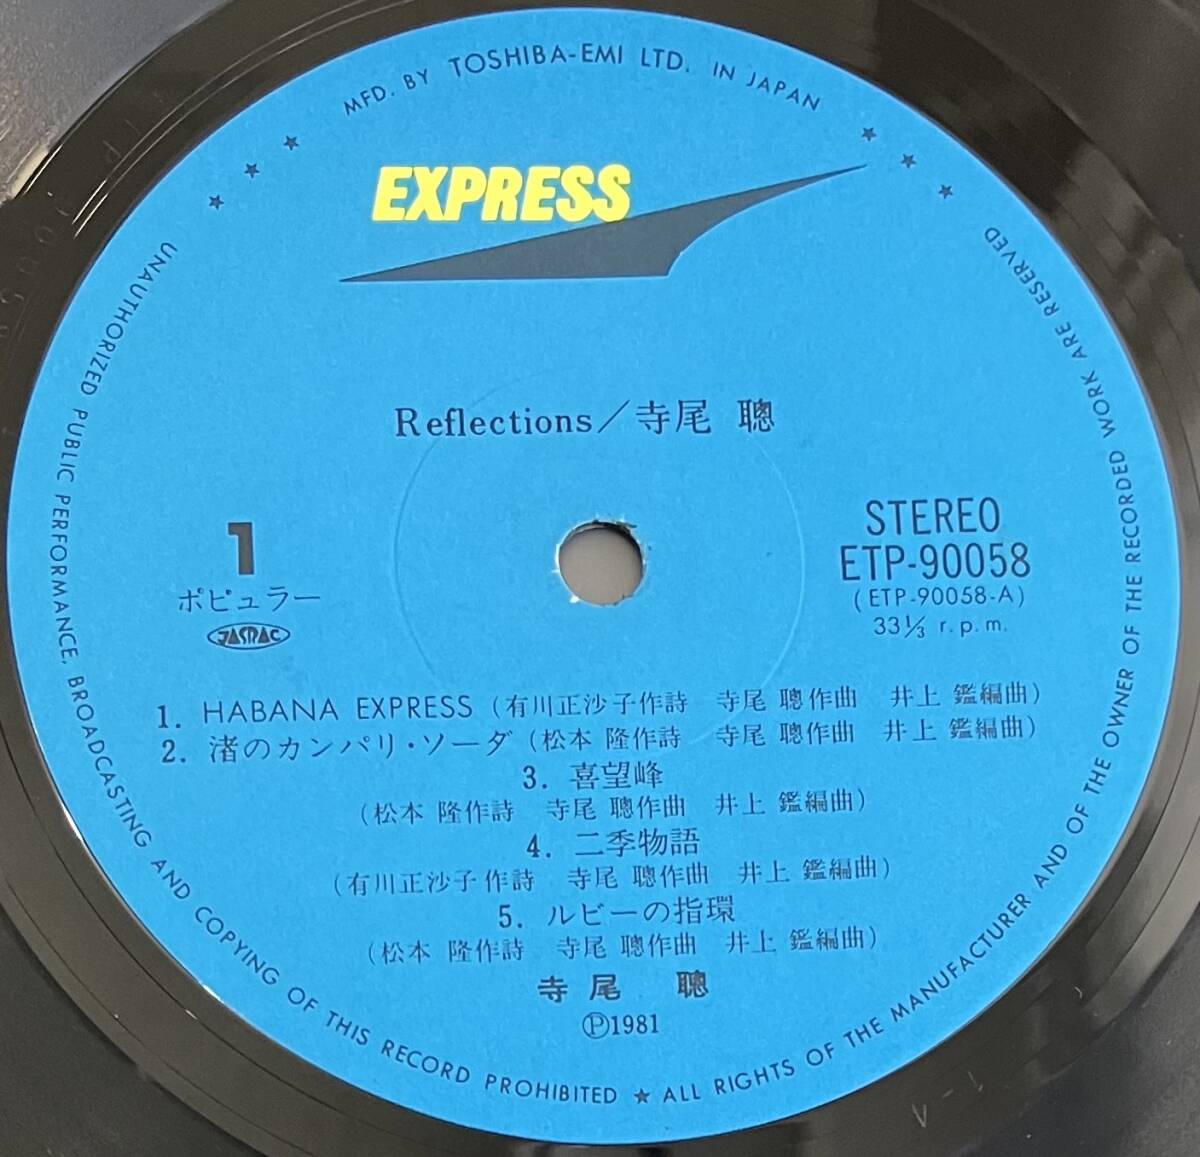 MFD. BY TOSHIBA-EMI LTD. IN JAPAN
EXPRESS
Reflections/寺尾 聰
1
ポピュラー
JASRAC
STEREO
ETP-90058
(ETP-90058-A)
33⅓ r.p.m.
1. HABANA EXPRESS (有川正沙子作詩 寺尾 聰作曲 井上 鑑編曲)
2. 渚のカンパリ・ソーダ (松本 隆作詩 寺尾 聰作曲 井上 鑑編曲)
3. 喜望峰
(松本 隆作詩 寺尾 聰作曲 井上 鑑編曲)
4. 二季物語
(有川正沙子作詩 寺尾 聰作曲 井上 鑑編曲)
5. ルビーの指環
(松本 隆作詩 寺尾 聰作曲 井上 鑑編曲)
寺尾 聰
Ⓟ1981
UNAUTHORIZED PUBLIC PERFORMANCE, BROADCASTING AND COPYING OF THIS RECORD PROHIBITED ★ ALL RIGHTS OF THE MANUFACTURER AND OF THE OWNER OF THE RECORDED WORK ARE RESERVED